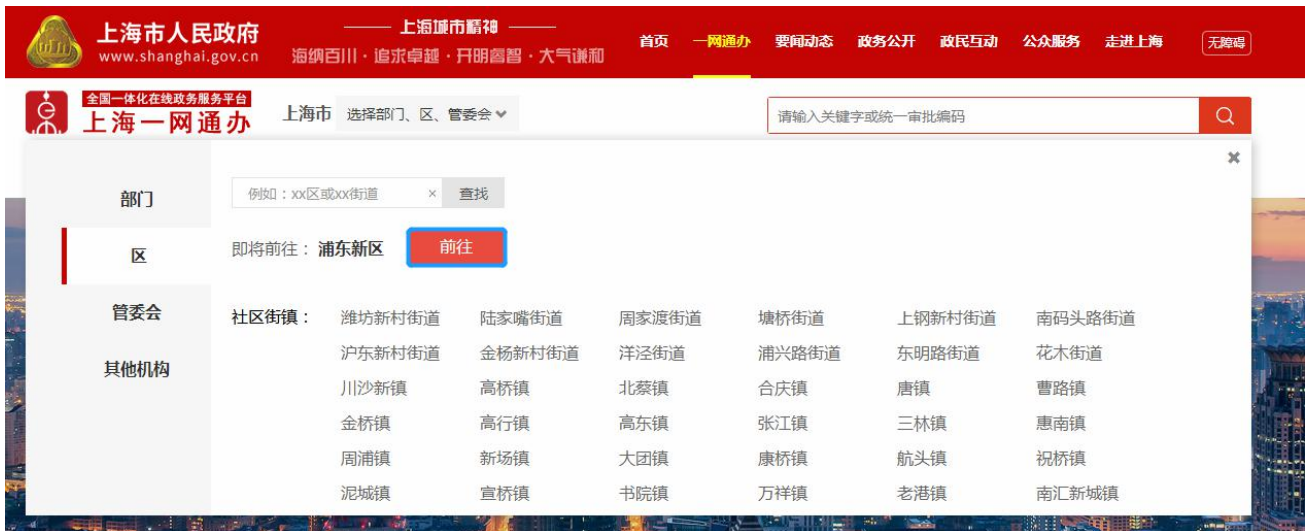 上海市人民政府
www.shanghai.gov.cn
上海城市精神
海纳百川·追求卓越·开明睿智·大气谦和
首页 一网通办 要闻动态 政务公开 政民互动 公众服务 走进上海 无障碍
全国一体化在线政务服务平台
上海一网通办
上海市 选择部门、区、管委会
请输入关键字或统一审批编码
部门
区
管委会
其他机构
例如：xx区或xx街道 × 查找
即将前往：浦东新区 前往
社区街镇： 潍坊新村街道 陆家嘴街道 周家渡街道 塘桥街道 上钢新村街道 南码头路街道
沪东新村街道 金杨新村街道 洋泾街道 浦兴路街道 东明路街道 花木街道
川沙新镇 高桥镇 北蔡镇 合庆镇 唐镇 曹路镇
金桥镇 高行镇 高东镇 张江镇 三林镇 惠南镇
周浦镇 新场镇 大团镇 康桥镇 航头镇 祝桥镇
泥城镇 宣桥镇 书院镇 万祥镇 老港镇 南汇新城镇